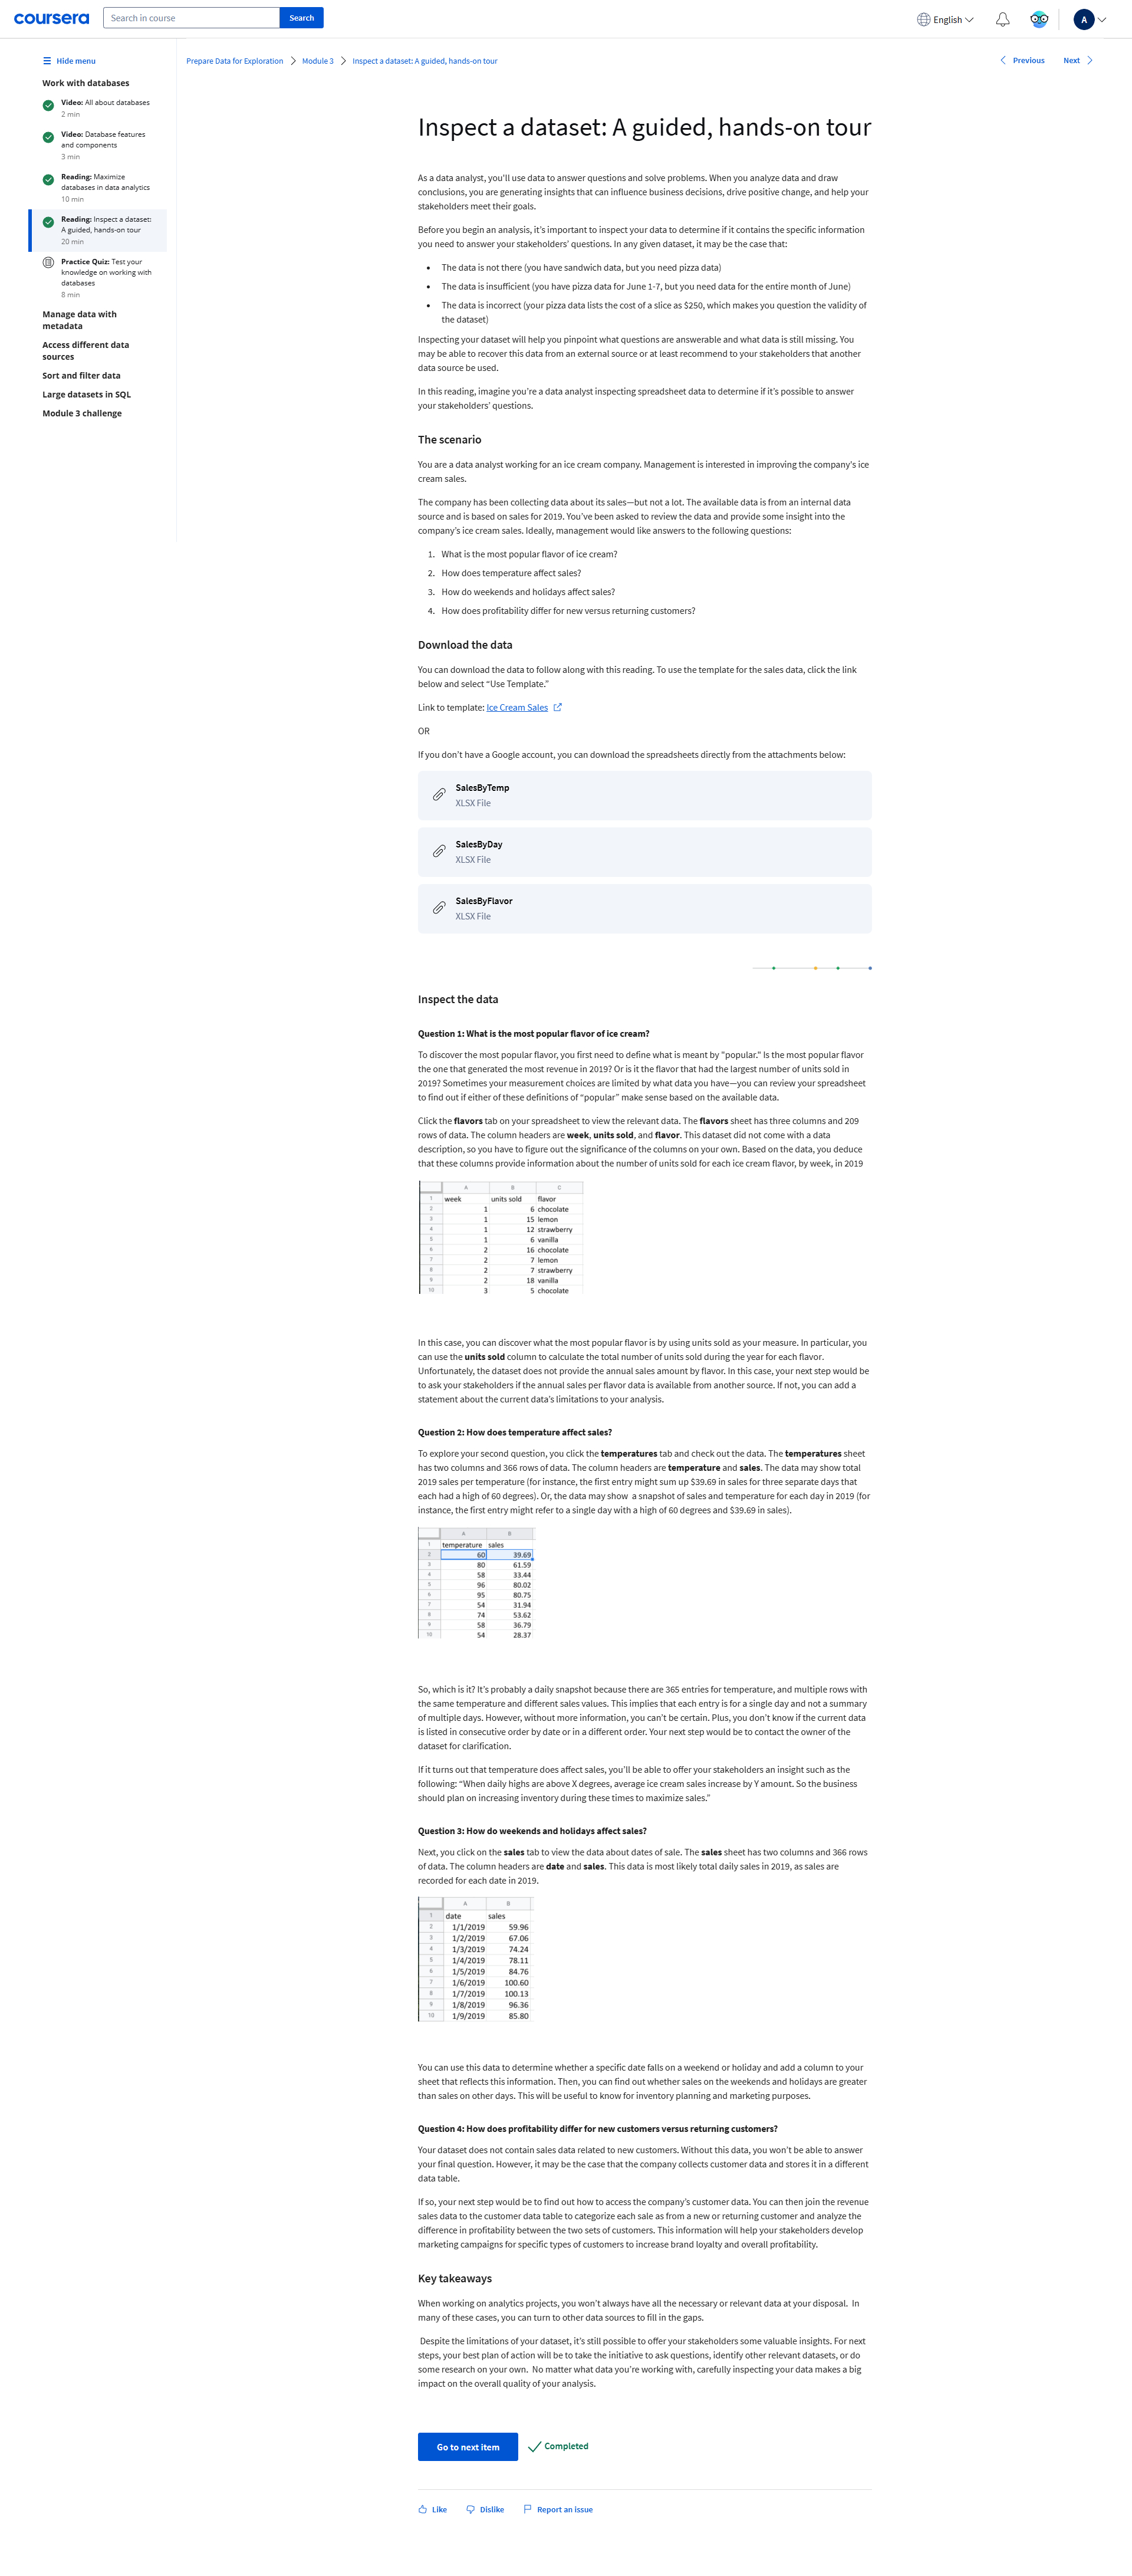 coursera
Search in course
Search
English
A
Hide menu
Prepare Data for Exploration
Module 3
Inspect a dataset: A guided, hands-on tour
Previous
Next
Work with databases
Video: All about databases
2 min
Video: Database features
and components
3 min
Reading: Maximize
databases in data analytics
10 min
Reading: Inspect a dataset:
A guided, hands-on tour
20 min
Practice Quiz: Test your
knowledge on working with
databases
8 min
Manage data with
metadata
Access different data
sources
Sort and filter data
Large datasets in SQL
Module 3 challenge
Inspect a dataset: A guided, hands-on tour
As a data analyst, you'll use data to answer questions and solve problems. When you analyze data and draw
conclusions, you are generating insights that can influence business decisions, drive positive change, and help your
stakeholders meet their goals.
Before you begin an analysis, it’s important to inspect your data to determine if it contains the specific information
you need to answer your stakeholders’ questions. In any given dataset, it may be the case that:
• The data is not there (you have sandwich data, but you need pizza data)
• The data is insufficient (you have pizza data for June 1-7, but you need data for the entire month of June)
• The data is incorrect (your pizza data lists the cost of a slice as $250, which makes you question the validity of
the dataset)
Inspecting your dataset will help you pinpoint what questions are answerable and what data is still missing. You
may be able to recover this data from an external source or at least recommend to your stakeholders that another
data source be used.
In this reading, imagine you’re a data analyst inspecting spreadsheet data to determine if it’s possible to answer
your stakeholders’ questions.
The scenario
You are a data analyst working for an ice cream company. Management is interested in improving the company's ice
cream sales.
The company has been collecting data about its sales—but not a lot. The available data is from an internal data
source and is based on sales for 2019. You’ve been asked to review the data and provide some insight into the
company’s ice cream sales. Ideally, management would like answers to the following questions:
1. What is the most popular flavor of ice cream?
2. How does temperature affect sales?
3. How do weekends and holidays affect sales?
4. How does profitability differ for new versus returning customers?
Download the data
You can download the data to follow along with this reading. To use the template for the sales data, click the link
below and select “Use Template.”
Link to template: Ice Cream Sales
OR
If you don’t have a Google account, you can download the spreadsheets directly from the attachments below:
SalesByTemp
XLSX File
SalesByDay
XLSX File
SalesByFlavor
XLSX File
Inspect the data
Question 1: What is the most popular flavor of ice cream?
To discover the most popular flavor, you first need to define what is meant by "popular." Is the most popular flavor
the one that generated the most revenue in 2019? Or is it the flavor that had the largest number of units sold in
2019? Sometimes your measurement choices are limited by what data you have—you can review your spreadsheet
to find out if either of these definitions of “popular” make sense based on the available data.
Click the flavors tab on your spreadsheet to view the relevant data. The flavors sheet has three columns and 209
rows of data. The column headers are week, units sold, and flavor. This dataset did not come with a data
description, so you have to figure out the significance of the columns on your own. Based on the data, you deduce
that these columns provide information about the number of units sold for each ice cream flavor, by week, in 2019
A B C
1 week units sold flavor
2 1 6 chocolate
3 1 15 lemon
4 1 12 strawberry
5 1 6 vanilla
6 2 16 chocolate
7 2 7 lemon
8 2 7 strawberry
9 2 18 vanilla
10 3 5 chocolate
In this case, you can discover what the most popular flavor is by using units sold as your measure. In particular, you
can use the units sold column to calculate the total number of units sold during the year for each flavor.
Unfortunately, the dataset does not provide the annual sales amount by flavor. In this case, your next step would be
to ask your stakeholders if the annual sales per flavor data is available from another source. If not, you can add a
statement about the current data’s limitations to your analysis.
Question 2: How does temperature affect sales?
To explore your second question, you click the temperatures tab and check out the data. The temperatures sheet
has two columns and 366 rows of data. The column headers are temperature and sales. The data may show total
2019 sales per temperature (for instance, the first entry might sum up $39.69 in sales for three separate days that
each had a high of 60 degrees). Or, the data may show a snapshot of sales and temperature for each day in 2019 (for
instance, the first entry might refer to a single day with a high of 60 degrees and $39.69 in sales).
A B
1 temperature sales
2 60 39.69
3 80 61.59
4 58 33.44
5 96 80.02
6 95 80.75
7 54 31.94
8 74 53.62
9 58 36.79
10 54 28.37
So, which is it? It’s probably a daily snapshot because there are 365 entries for temperature, and multiple rows with
the same temperature and different sales values. This implies that each entry is for a single day and not a summary
of multiple days. However, without more information, you can’t be certain. Plus, you don’t know if the current data
is listed in consecutive order by date or in a different order. Your next step would be to contact the owner of the
dataset for clarification.
If it turns out that temperature does affect sales, you’ll be able to offer your stakeholders an insight such as the
following: “When daily highs are above X degrees, average ice cream sales increase by Y amount. So the business
should plan on increasing inventory during these times to maximize sales.”
Question 3: How do weekends and holidays affect sales?
Next, you click on the sales tab to view the data about dates of sale. The sales sheet has two columns and 366 rows
of data. The column headers are date and sales. This data is most likely total daily sales in 2019, as sales are
recorded for each date in 2019.
A B
1 date sales
2 1/1/2019 59.96
3 1/2/2019 67.06
4 1/3/2019 74.24
5 1/4/2019 78.11
6 1/5/2019 84.76
7 1/6/2019 100.60
8 1/7/2019 100.13
9 1/8/2019 96.36
10 1/9/2019 85.80
You can use this data to determine whether a specific date falls on a weekend or holiday and add a column to your
sheet that reflects this information. Then, you can find out whether sales on the weekends and holidays are greater
than sales on other days. This will be useful to know for inventory planning and marketing purposes.
Question 4: How does profitability differ for new customers versus returning customers?
Your dataset does not contain sales data related to new customers. Without this data, you won’t be able to answer
your final question. However, it may be the case that the company collects customer data and stores it in a different
data table.
If so, your next step would be to find out how to access the company’s customer data. You can then join the revenue
sales data to the customer data table to categorize each sale as from a new or returning customer and analyze the
difference in profitability between the two sets of customers. This information will help your stakeholders develop
marketing campaigns for specific types of customers to increase brand loyalty and overall profitability.
Key takeaways
When working on analytics projects, you won’t always have all the necessary or relevant data at your disposal. In
many of these cases, you can turn to other data sources to fill in the gaps.
Despite the limitations of your dataset, it’s still possible to offer your stakeholders some valuable insights. For next
steps, your best plan of action will be to take the initiative to ask questions, identify other relevant datasets, or do
some research on your own. No matter what data you’re working with, carefully inspecting your data makes a big
impact on the overall quality of your analysis.
Go to next item
Completed
Like
Dislike
Report an issue